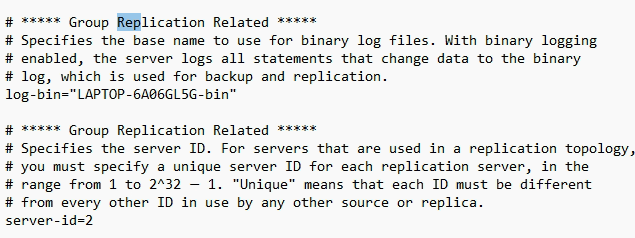 # ***** Group Replication Related *****
# Specifies the base name to use for binary log files. With binary logging
# enabled, the server logs all statements that change data to the binary
# log, which is used for backup and replication.
log-bin="LAPTOP-6A06GL5G-bin"
# ***** Group Replication Related *****
# Specifies the server ID. For servers that are used in a replication topology,
# you must specify a unique server ID for each replication server, in the
# range from 1 to 2^32 − 1. "Unique" means that each ID must be different
# from every other ID in use by any other source or replica.
server-id=2